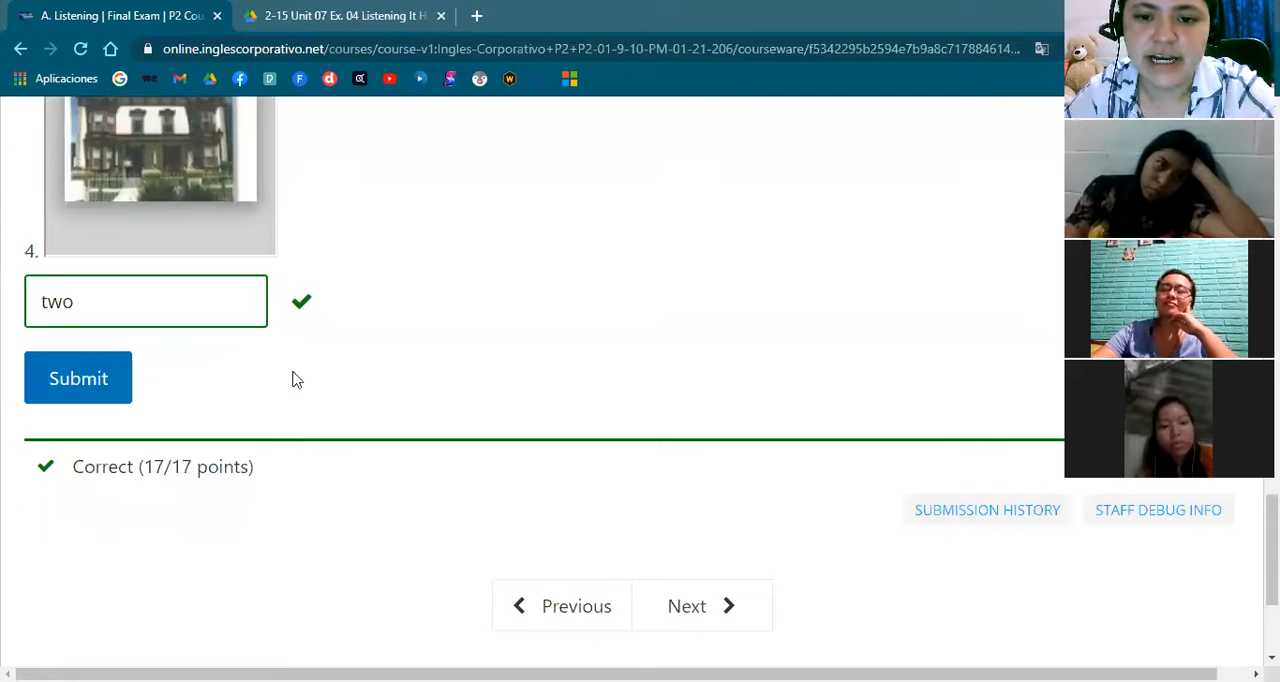 A. Listening | Final Exam | P2 Cou
2-15 Unit 07 Ex. 04 Listening It H
online.inglescorporativo.net/courses/course-v1:Ingles-Corporativo+P2+P2-01-9-10-PM-01-21-206/courseware/f5342295b2594e7b9a8c717884614...
Aplicaciones
4.
two
Submit
Correct (17/17 points)
SUBMISSION HISTORY STAFF DEBUG INFO
Previous Next